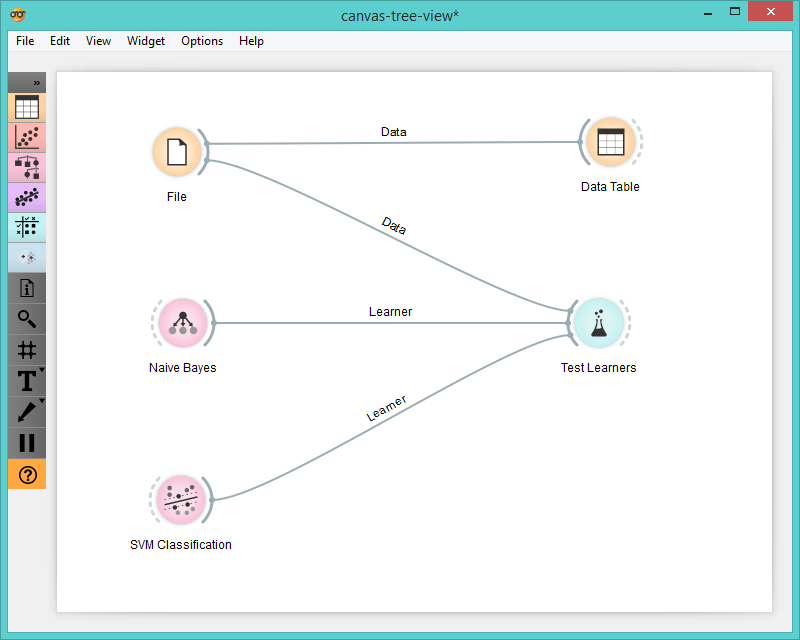 canvas-tree-view*
File Edit View Widget Options Help
»
Data
File
Data Table
Data
Learner
Naive Bayes
Test Learners
Learner
SVM Classification